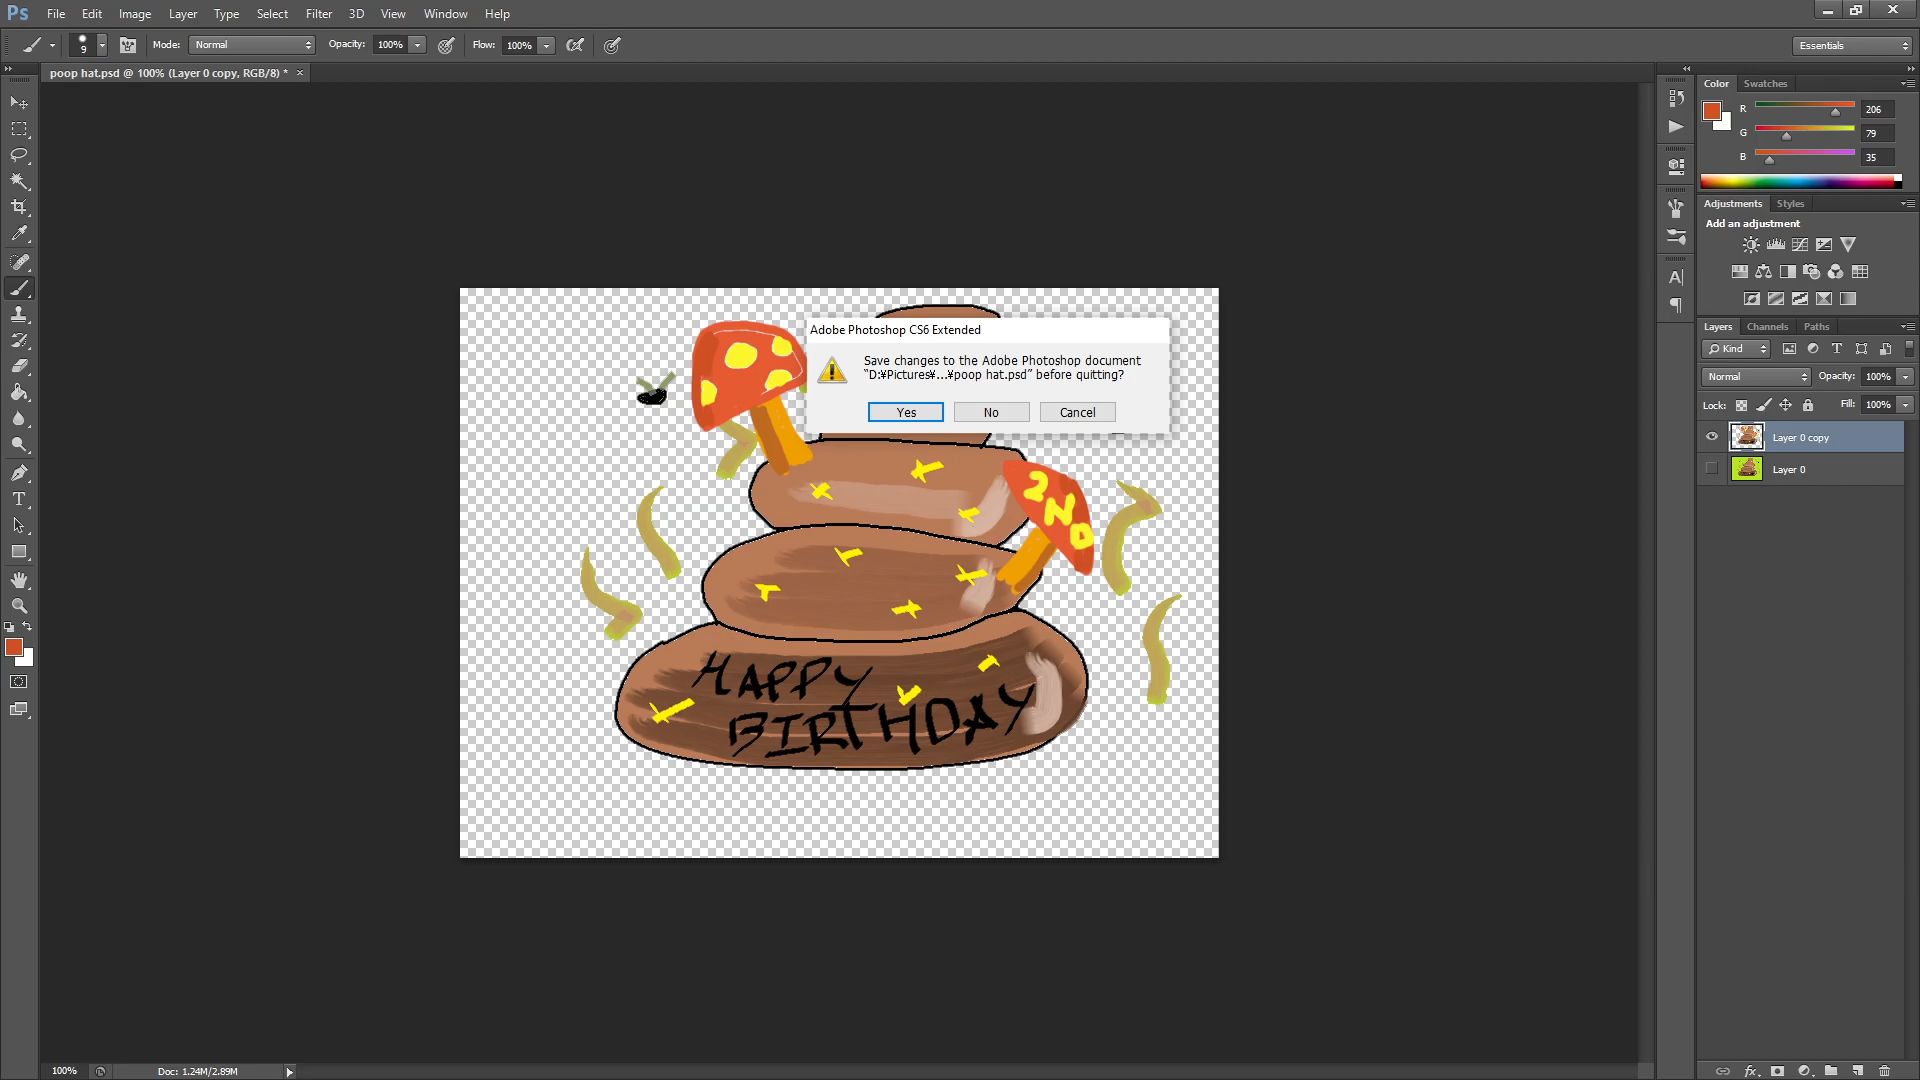 Ps File Edit Image Layer Type Select Filter 3D View Window Help
9 Mode: Normal Opacity: 100% Flow: 100% Essentials
poop hat.psd @ 100% (Layer 0 copy, RGB/8) * ×
Color Swatches
R 206
G 79
B 35
Adjustments Styles
Add an adjustment
Layers Channels Paths
Kind
Normal Opacity: 100%
Lock: Fill: 100%
Layer 0 copy
Layer 0
Adobe Photoshop CS6 Extended
Save changes to the Adobe Photoshop document
“D:¥Pictures¥...¥poop hat.psd” before quitting?
Yes No Cancel
2ND
HAPPY
BIRTHDAY
100% Doc: 1.24M/2.89M